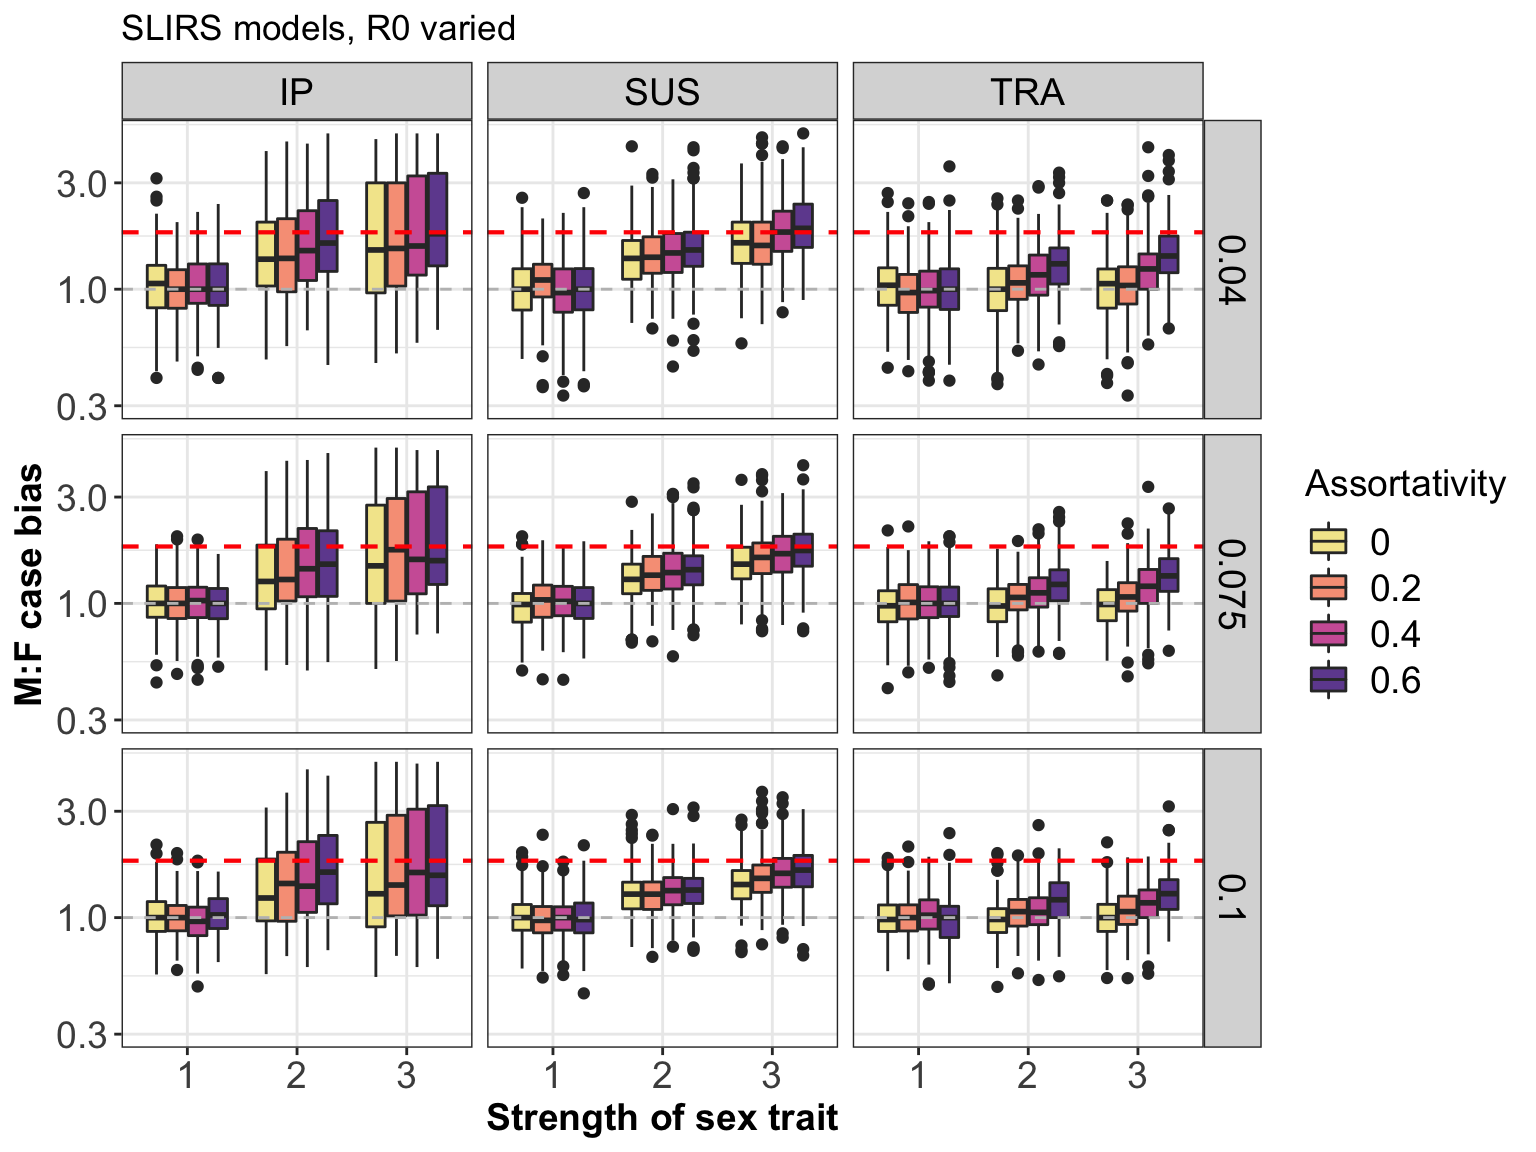 SLIRS models, R0 varied
IP SUS TRA
3.0
1.0
0.3
0.04
3.0
1.0
0.3
0.075
3.0
1.0
0.3
0.1
M:F case bias
1 2 3 1 2 3 1 2 3
Strength of sex trait
Assortativity
0
0.2
0.4
0.6